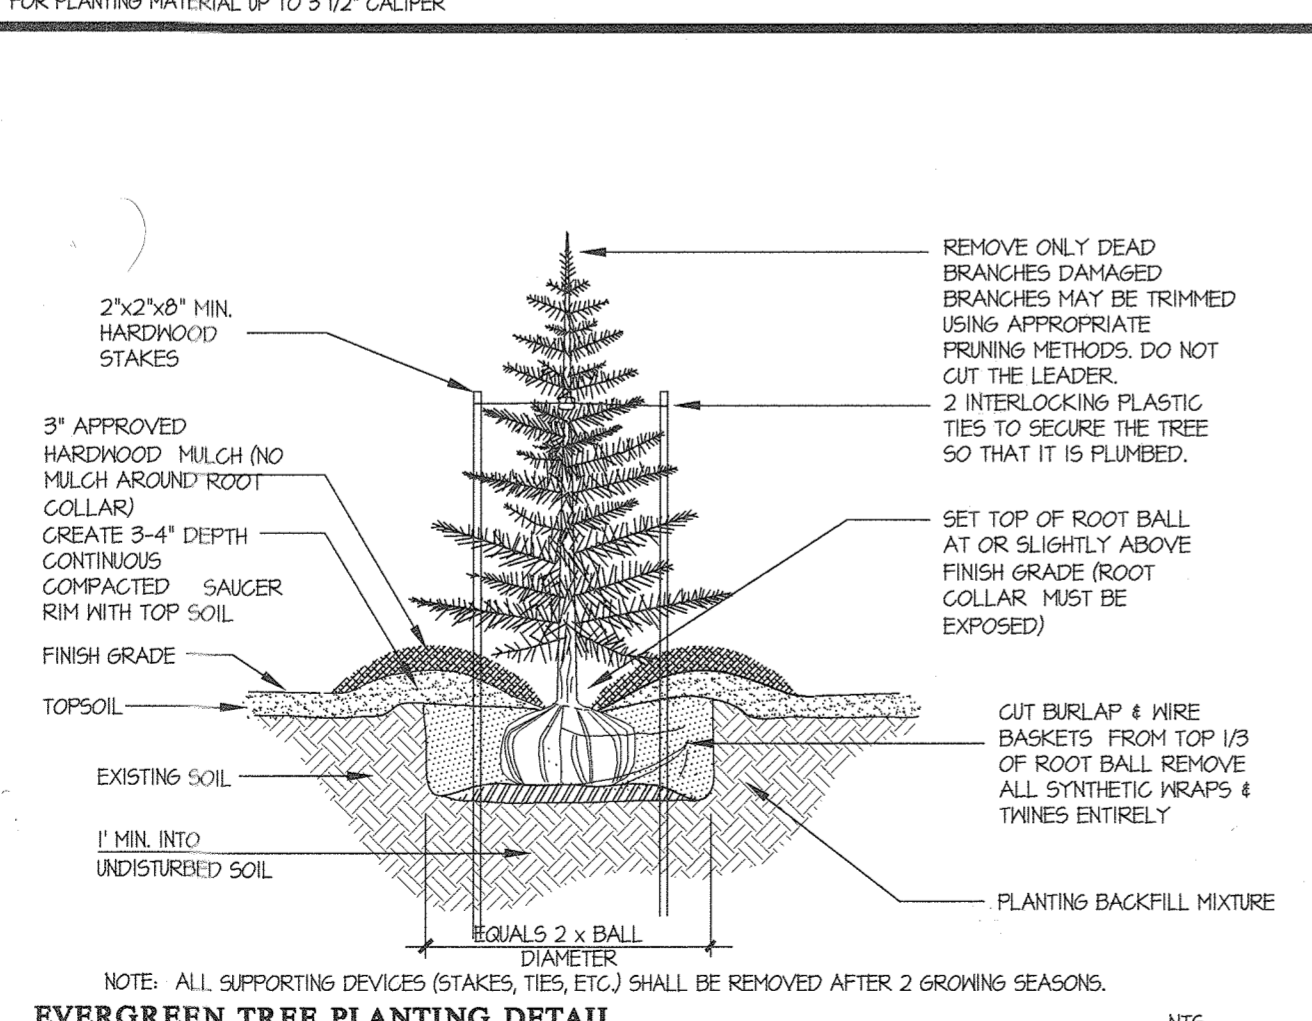 FOR PLANTING MATERIAL UP TO 3 1/2" CALIPER
2"x2"x8" MIN.
HARDWOOD
STAKES
3" APPROVED
HARDWOOD MULCH (NO
MULCH AROUND ROOT
COLLAR)
CREATE 3-4" DEPTH
CONTINUOUS
COMPACTED SAUCER
RIM WITH TOP SOIL
FINISH GRADE
TOPSOIL
EXISTING SOIL
1' MIN. INTO
UNDISTURBED SOIL
REMOVE ONLY DEAD
BRANCHES DAMAGED
BRANCHES MAY BE TRIMMED
USING APPROPRIATE
PRUNING METHODS. DO NOT
CUT THE LEADER.
2 INTERLOCKING PLASTIC
TIES TO SECURE THE TREE
SO THAT IT IS PLUMBED.
SET TOP OF ROOT BALL
AT OR SLIGHTLY ABOVE
FINISH GRADE (ROOT
COLLAR MUST BE
EXPOSED)
CUT BURLAP & WIRE
BASKETS FROM TOP 1/3
OF ROOT BALL REMOVE
ALL SYNTHETIC WRAPS &
TWINES ENTIRELY
PLANTING BACKFILL MIXTURE
EQUALS 2 x BALL
DIAMETER
NOTE: ALL SUPPORTING DEVICES (STAKES, TIES, ETC.) SHALL BE REMOVED AFTER 2 GROWING SEASONS.
EVERGREEN TREE PLANTING DETAIL
NTS